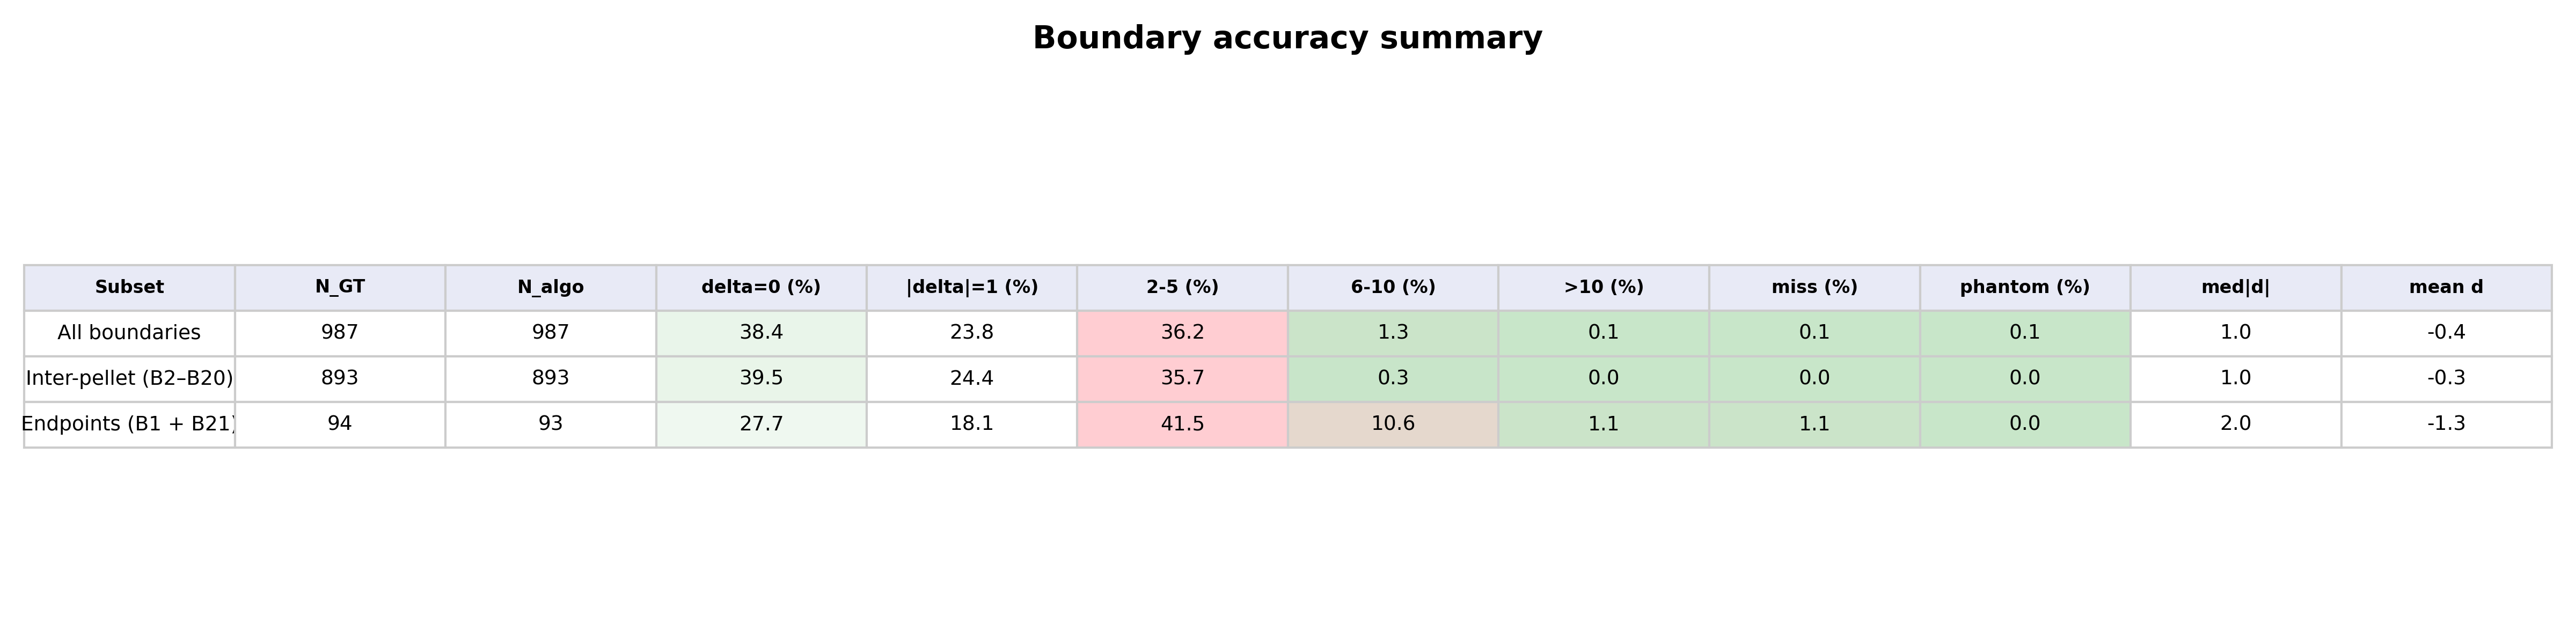 Boundary accuracy summary
Subset N_GT N_algo delta=0 (%) |delta|=1 (%) 2-5 (%) 6-10 (%) >10 (%) miss (%) phantom (%) med|d| mean d
All boundaries 987 987 38.4 23.8 36.2 1.3 0.1 0.1 0.1 1.0 -0.4
Inter-pellet (B2–B20) 893 893 39.5 24.4 35.7 0.3 0.0 0.0 0.0 1.0 -0.3
Endpoints (B1 + B21) 94 93 27.7 18.1 41.5 10.6 1.1 1.1 0.0 2.0 -1.3